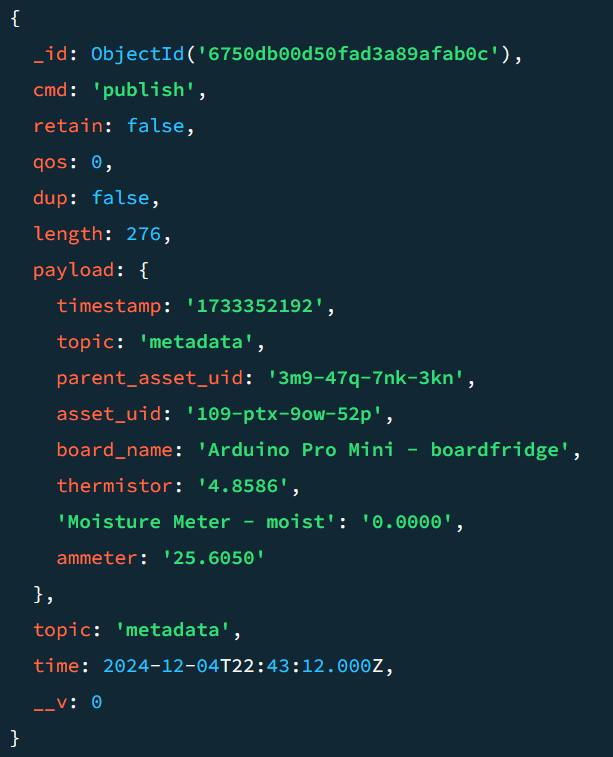 {
  _id: ObjectId('6750db00d50fad3a89afab0c'),
  cmd: 'publish',
  retain: false,
  qos: 0,
  dup: false,
  length: 276,
  payload: {
    timestamp: '1733352192',
    topic: 'metadata',
    parent_asset_uid: '3m9-47q-7nk-3kn',
    asset_uid: '109-ptx-9ow-52p',
    board_name: 'Arduino Pro Mini - boardfridge',
    thermistor: '4.8586',
    'Moisture Meter - moist': '0.0000',
    ammeter: '25.6050'
  },
  topic: 'metadata',
  time: 2024-12-04T22:43:12.000Z,
  __v: 0
}